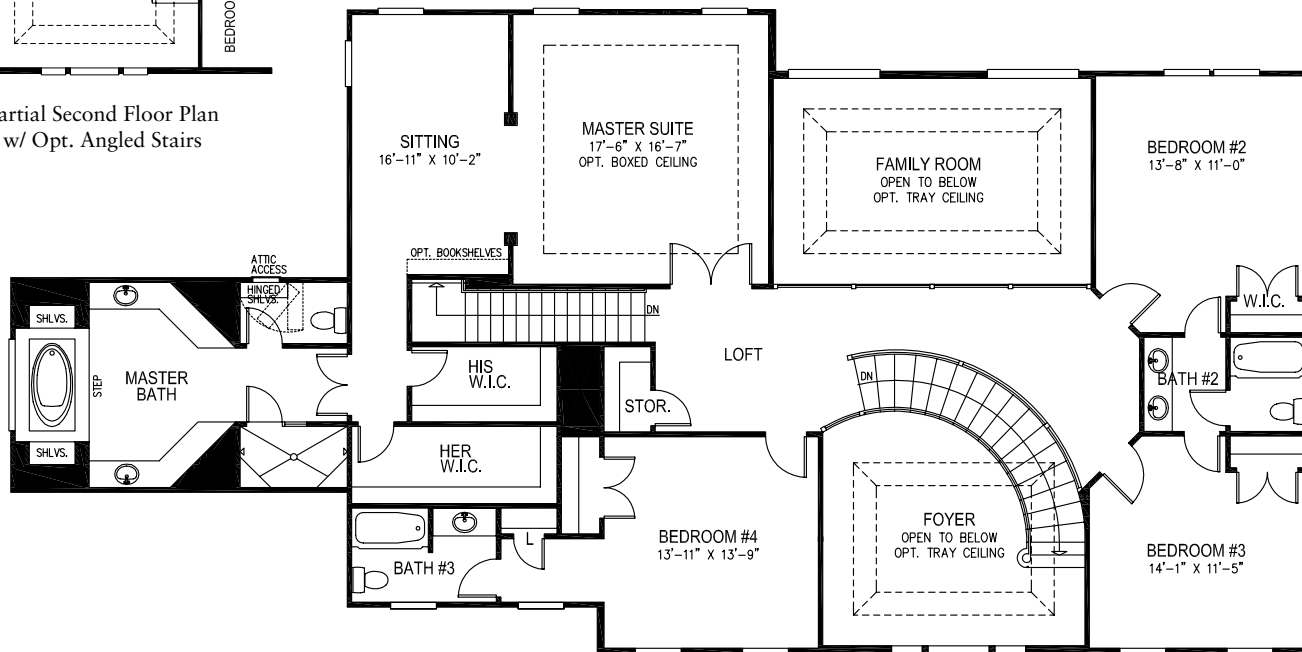 BEDROO
artial Second Floor Plan
w/ Opt. Angled Stairs
SITTING
16'-11" X 10'-2"
MASTER SUITE
17'-6" X 16'-7"
OPT. BOXED CEILING
FAMILY ROOM
OPEN TO BELOW
OPT. TRAY CEILING
BEDROOM #2
13'-8" X 11'-0"
OPT. BOOKSHELVES
ATTIC
ACCESS
HINGED
SHLVS.
W.I.C.
SHLVS.
DN
STEP
MASTER
BATH
HIS
W.I.C.
LOFT
DN
BATH #2
STOR.
SHLVS.
HER
W.I.C.
L
BATH #3
BEDROOM #4
13'-11" X 13'-9"
FOYER
OPEN TO BELOW
OPT. TRAY CEILING
BEDROOM #3
14'-1" X 11'-5"